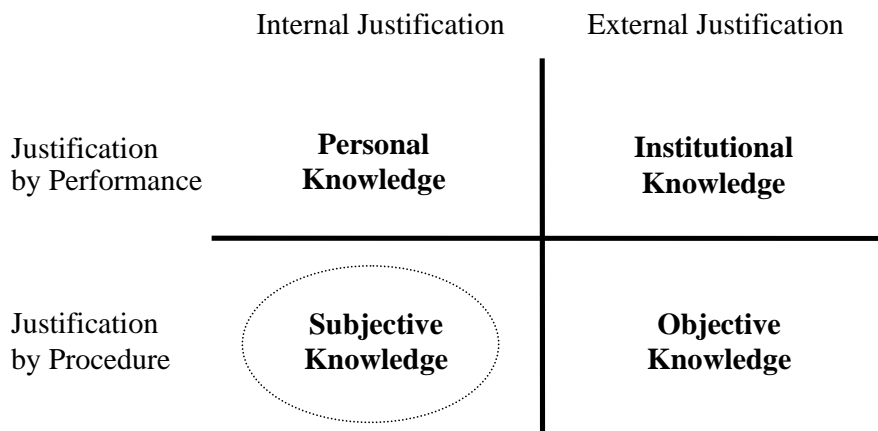 Internal Justification
External Justification
Justification
by Performance
Personal
Knowledge
Institutional
Knowledge
Justification
by Procedure
Subjective
Knowledge
Objective
Knowledge